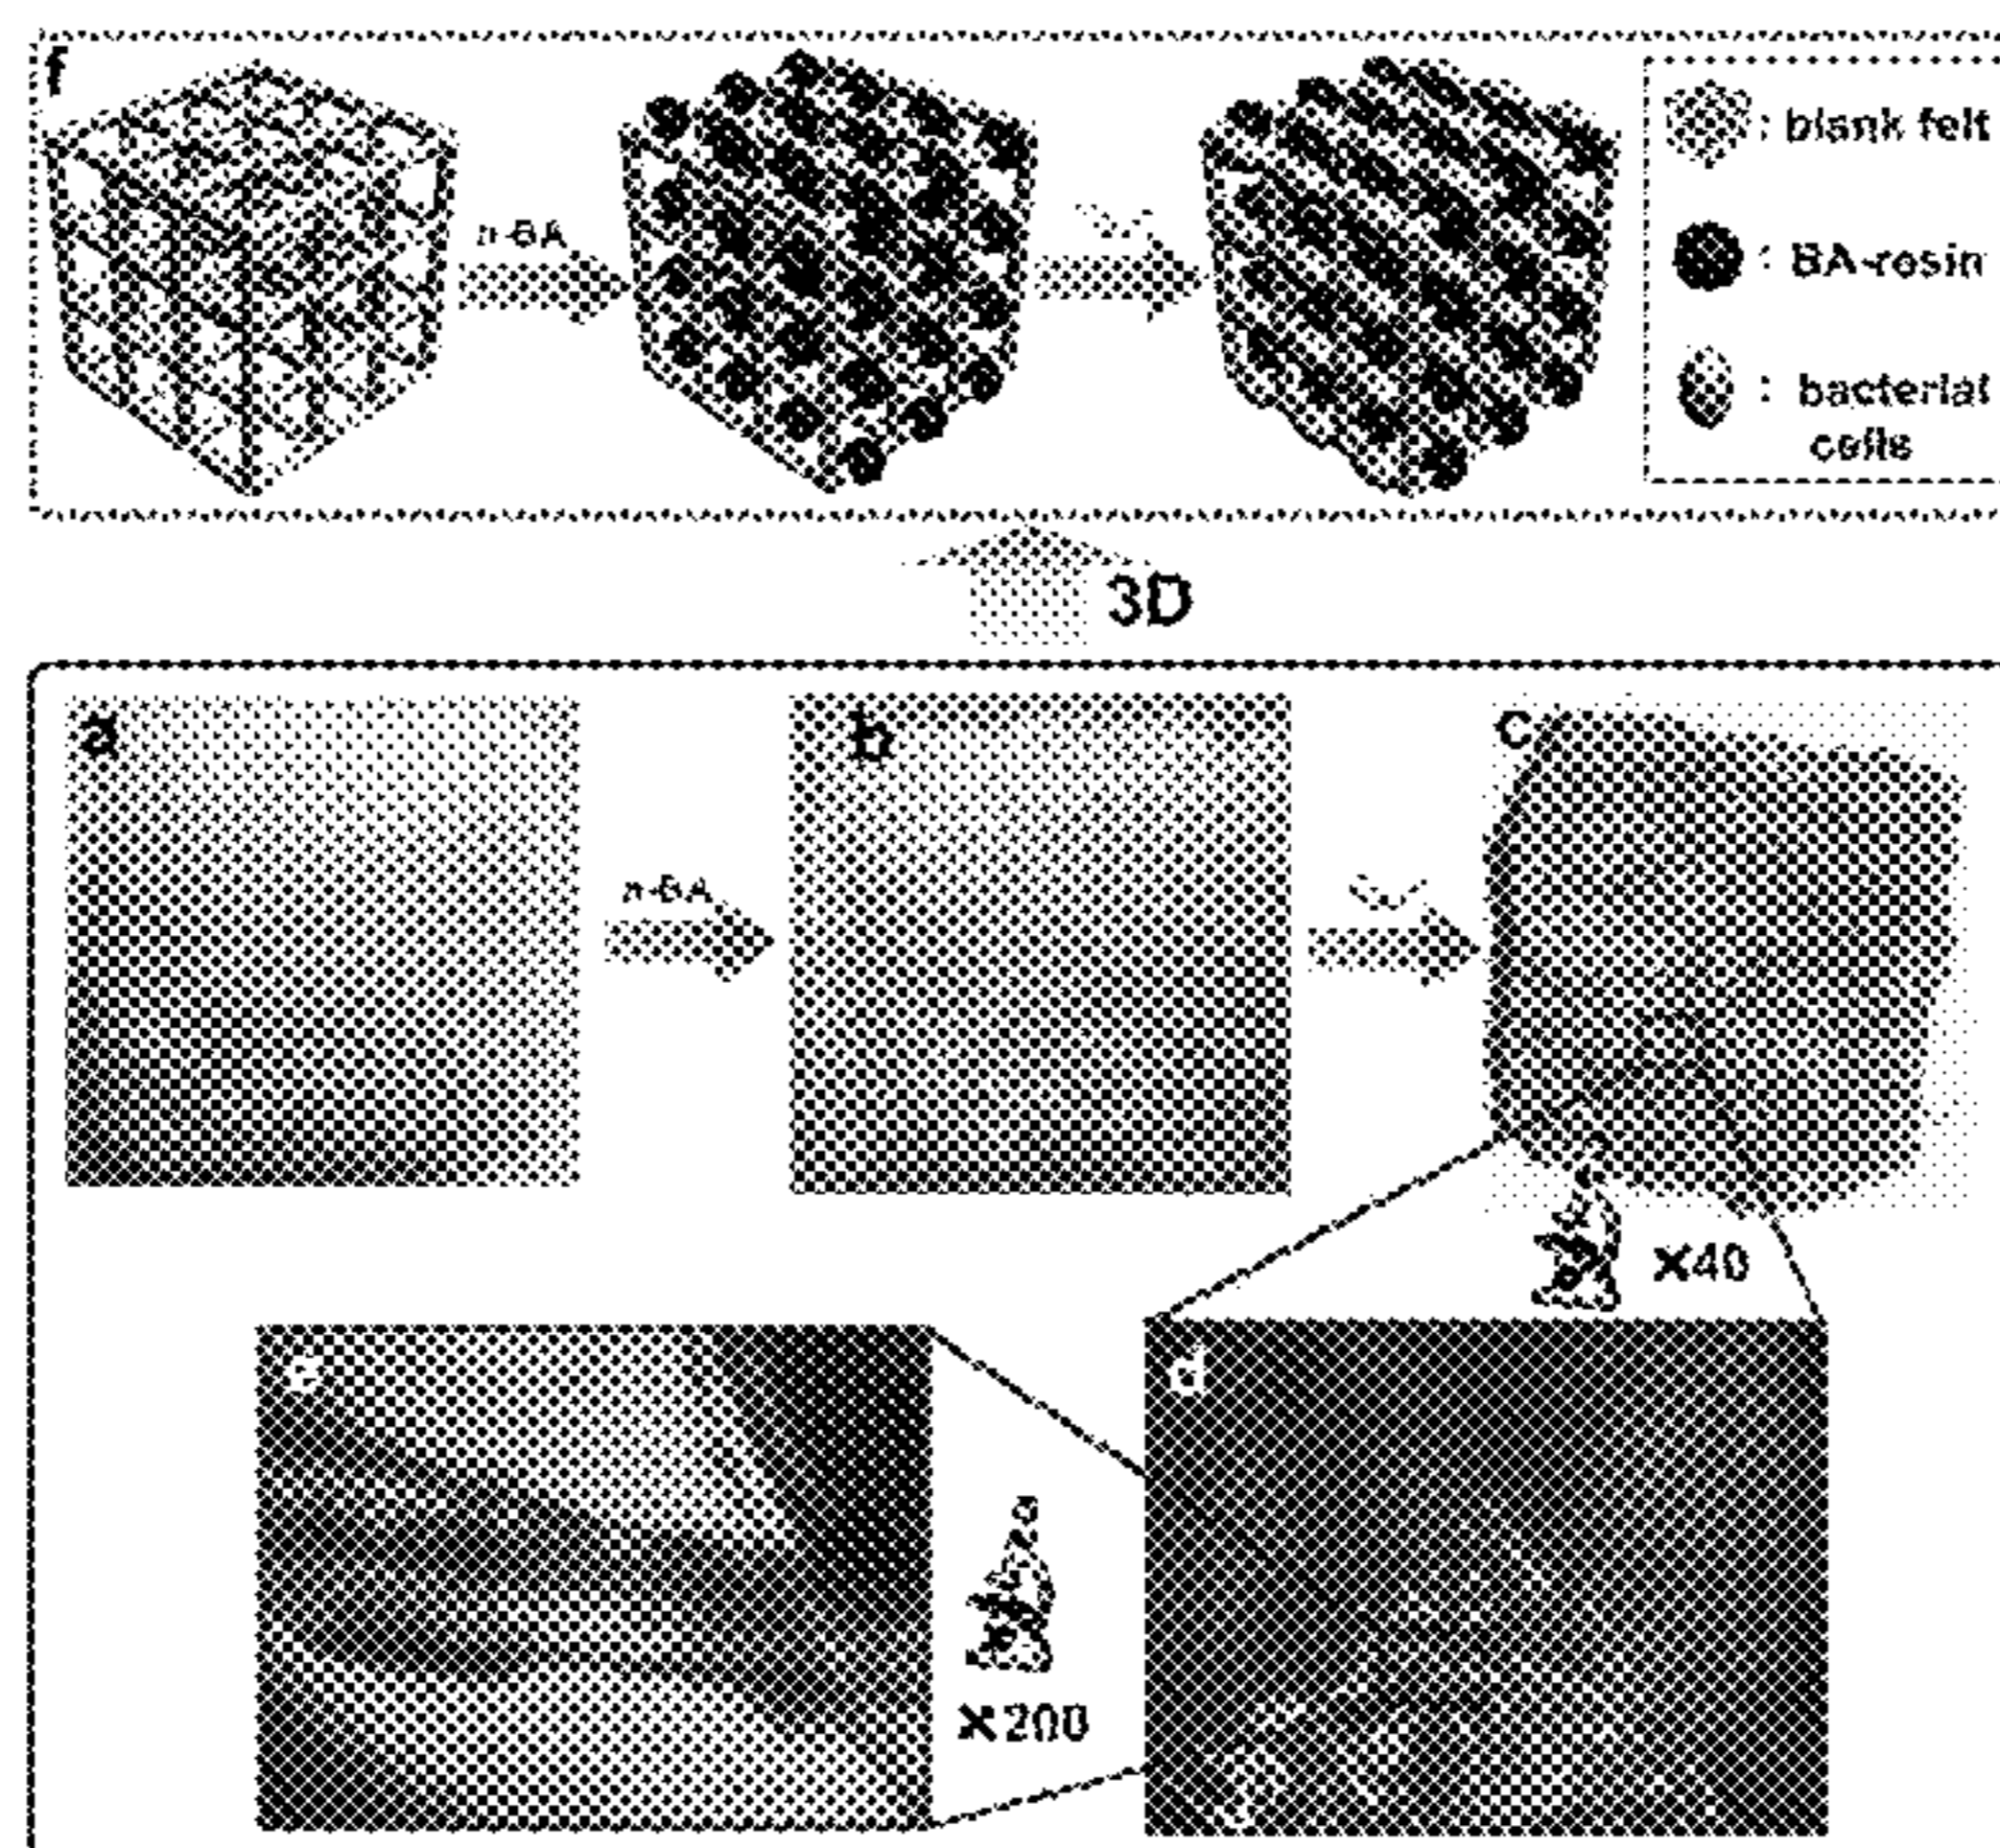 f
n-BA
: blank felt
: BA-rosin
: bacterial
cells
3D
a
b
c
n-BA
×40
e
d
×200